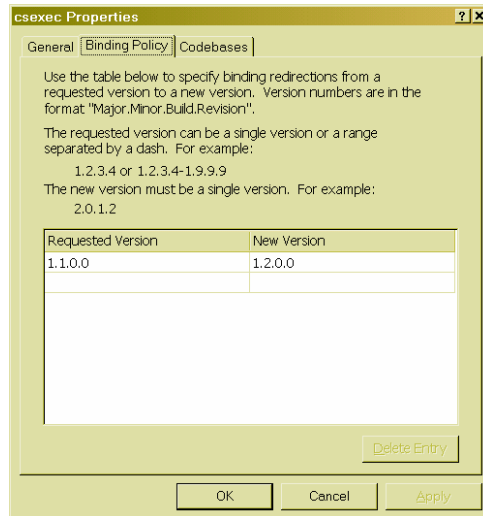 csexec Properties
General Binding Policy Codebases
Use the table below to specify binding redirections from a
requested version to a new version. Version numbers are in the
format "Major.Minor.Build.Revision".
The requested version can be a single version or a range
separated by a dash. For example:
1.2.3.4 or 1.2.3.4-1.9.9.9
The new version must be a single version. For example:
2.0.1.2
Requested Version New Version
1.1.0.0 1.2.0.0
Delete Entry
OK Cancel Apply